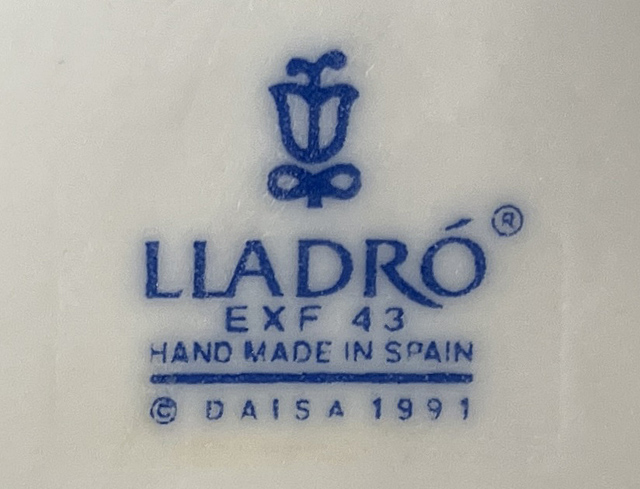 LLADRÓ ®
EXF 43
HAND MADE IN SPAIN
© DAISA 1991